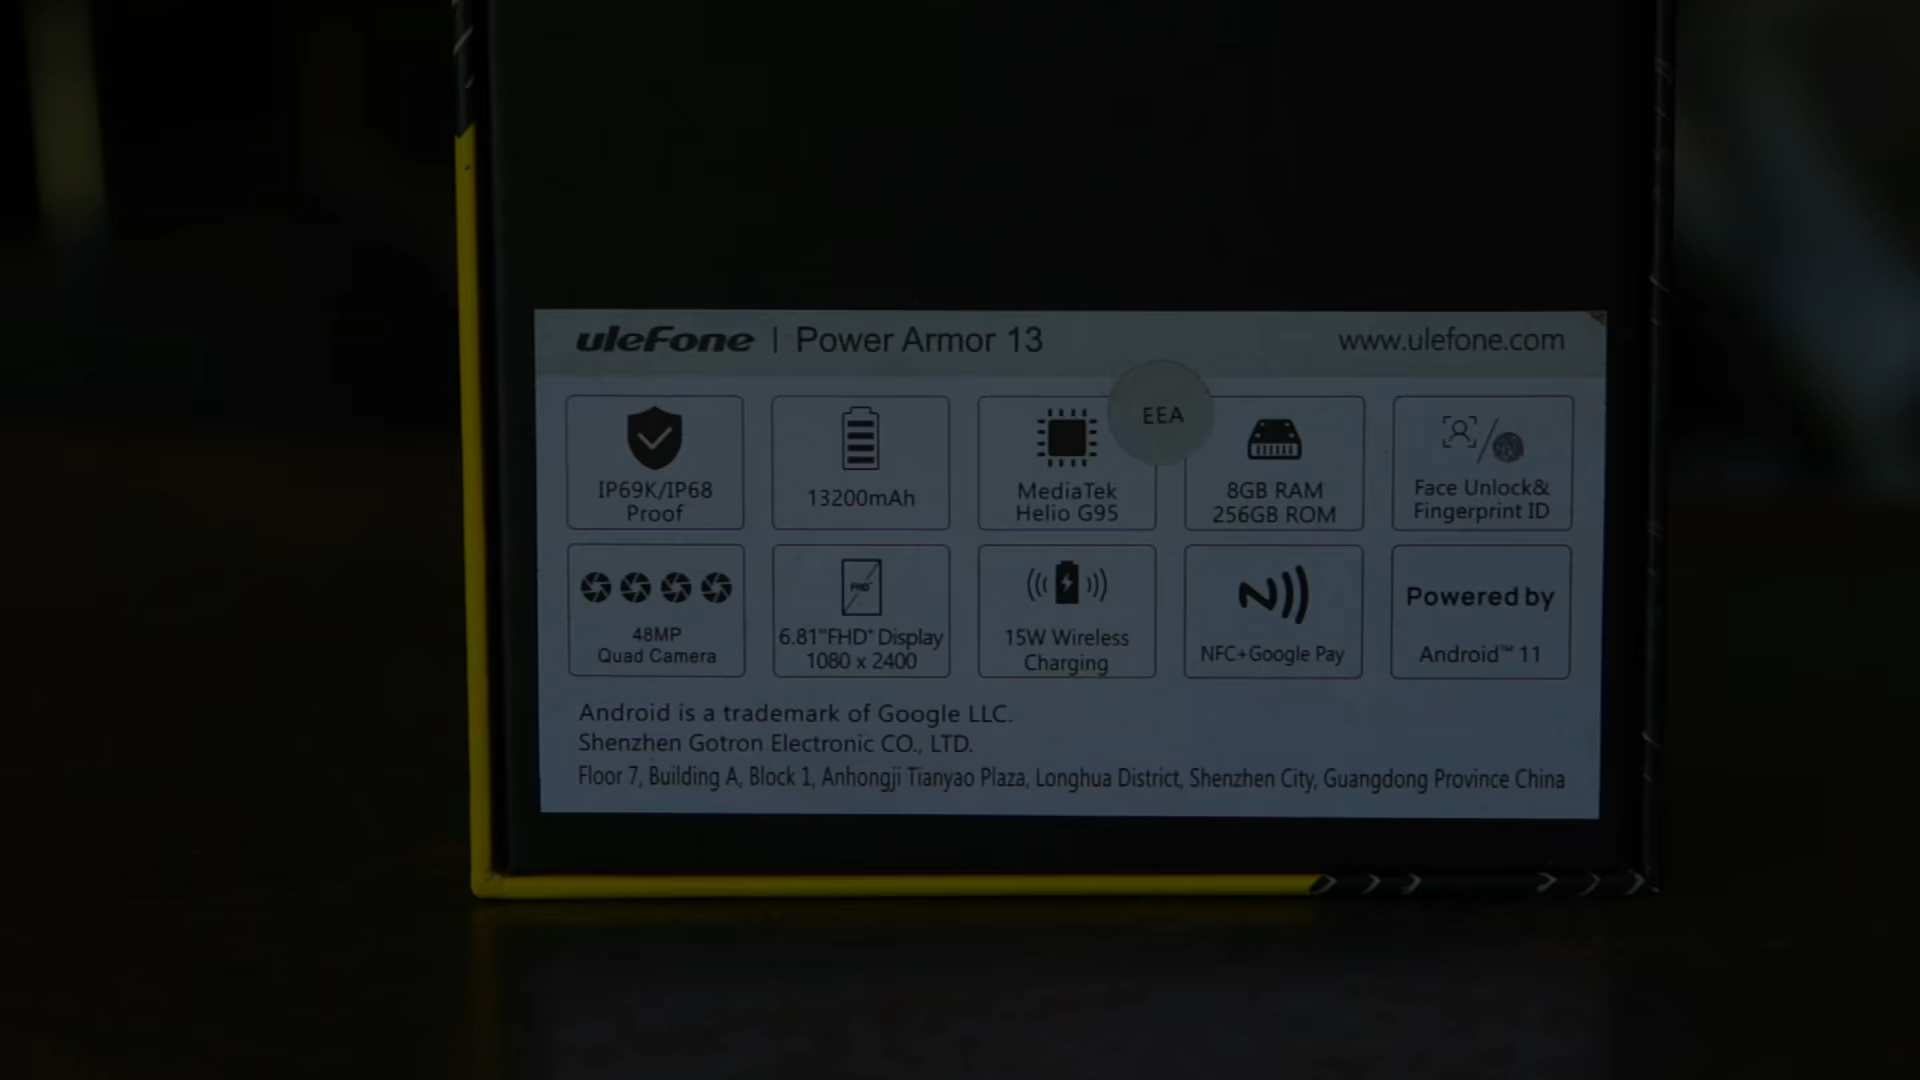 uleFone | Power Armor 13 www.ulefone.com
EEA
IP69K/IP68
Proof
13200mAh
MediaTek
Helio G95
8GB RAM
256GB ROM
Face Unlock&
Fingerprint ID
48MP
Quad Camera
FHD+
6.81"FHD+ Display
1080 x 2400
15W Wireless
Charging
NFC+Google Pay
Powered by
Android™ 11
Android is a trademark of Google LLC.
Shenzhen Gotron Electronic CO., LTD.
Floor 7, Building A, Block 1, Anhongji Tianyao Plaza, Longhua District, Shenzhen City, Guangdong Province China